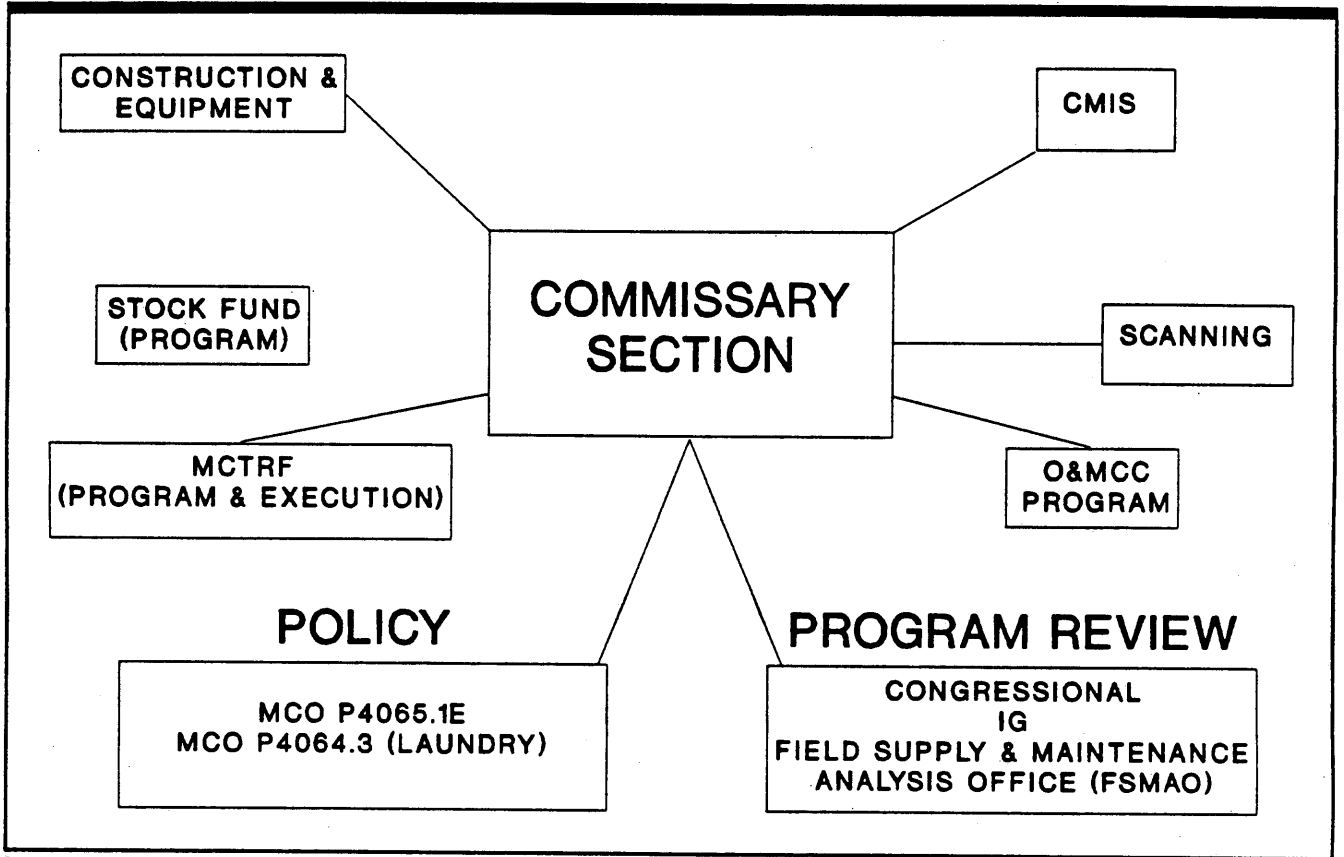 CONSTRUCTION &
EQUIPMENT
CMIS
COMMISSARY
SECTION
STOCK FUND
(PROGRAM)
SCANNING
MCTRF
(PROGRAM & EXECUTION)
O&MCC
PROGRAM
POLICY
MCO P4065.1E
MCO P4064.3 (LAUNDRY)
PROGRAM REVIEW
CONGRESSIONAL
IG
FIELD SUPPLY & MAINTENANCE
ANALYSIS OFFICE (FSMAO)